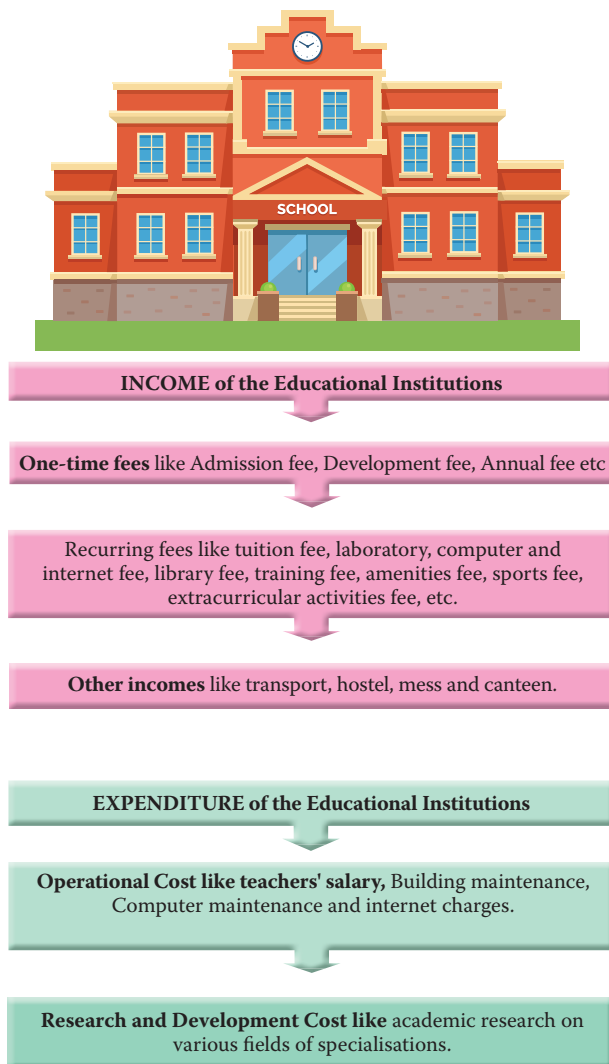 SCHOOL
INCOME of the Educational Institutions
One-time fees like Admission fee, Development fee, Annual fee etc
Recurring fees like tuition fee, laboratory, computer and
internet fee, library fee, training fee, amenities fee, sports fee,
extracurricular activities fee, etc.
Other incomes like transport, hostel, mess and canteen.
EXPENDITURE of the Educational Institutions
Operational Cost like teachers' salary, Building maintenance,
Computer maintenance and internet charges.
Research and Development Cost like academic research on
various fields of specialisations.